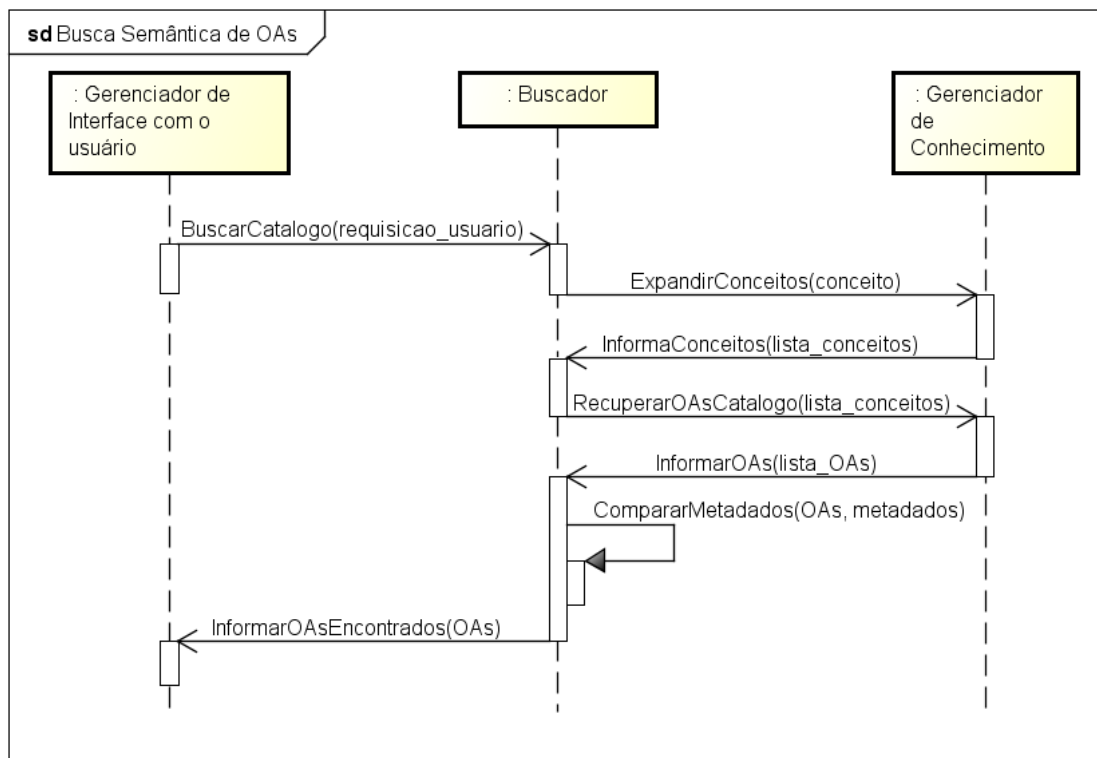 sd Busca Semântica de OAs
: Gerenciador de
Interface com o
usuário
: Buscador
: Gerenciador
de
Conhecimento
BuscarCatalogo(requisicao_usuario)
ExpandirConceitos(conceito)
InformaConceitos(lista_conceitos)
RecuperarOAsCatalogo(lista_conceitos)
InformarOAs(lista_OAs)
CompararMetadados(OAs, metadados)
InformarOAsEncontrados(OAs)